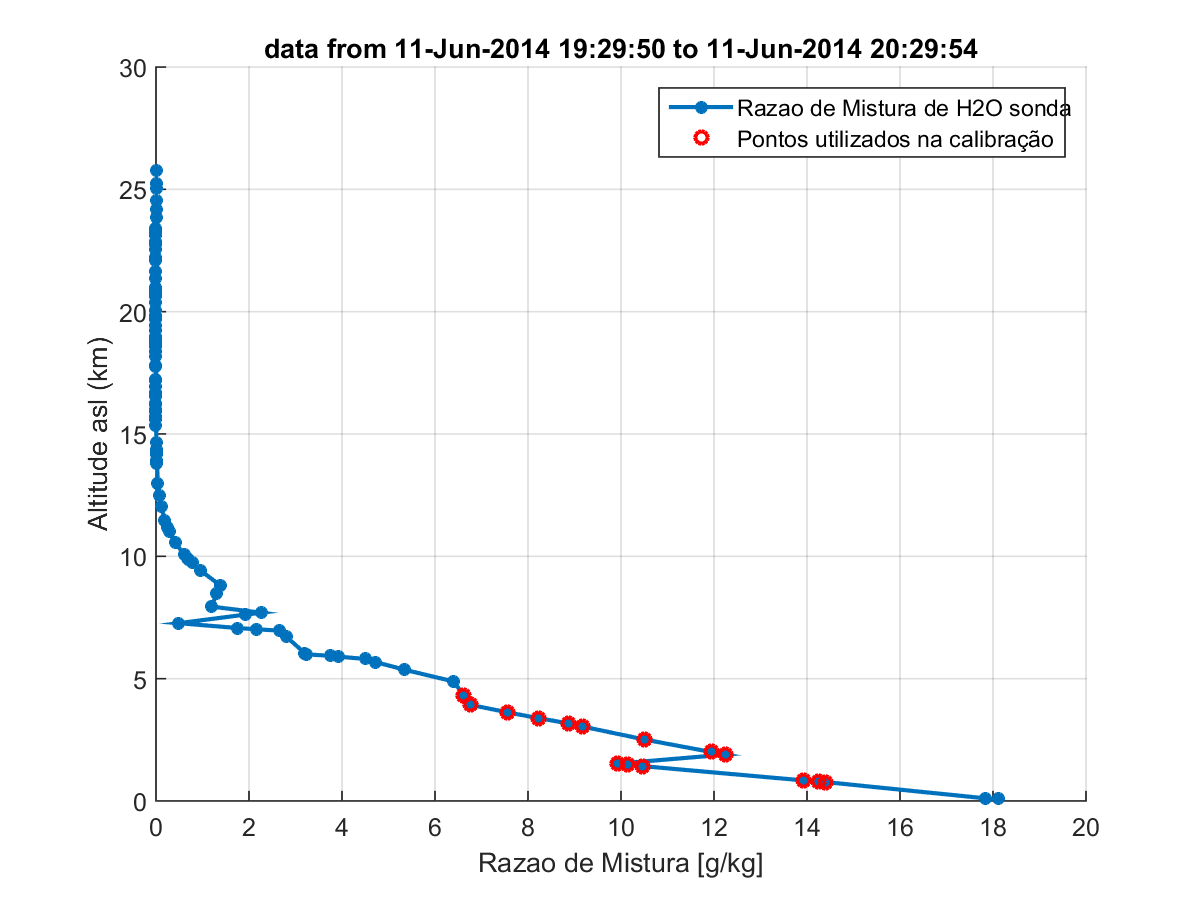 data from 11-Jun-2014 19:29:50 to 11-Jun-2014 20:29:54
Razao de Mistura de H2O sonda
Pontos utilizados na calibração
30
25
20
15
10
5
0
Altitude asl (km)
0 2 4 6 8 10 12 14 16 18 20
Razao de Mistura [g/kg]